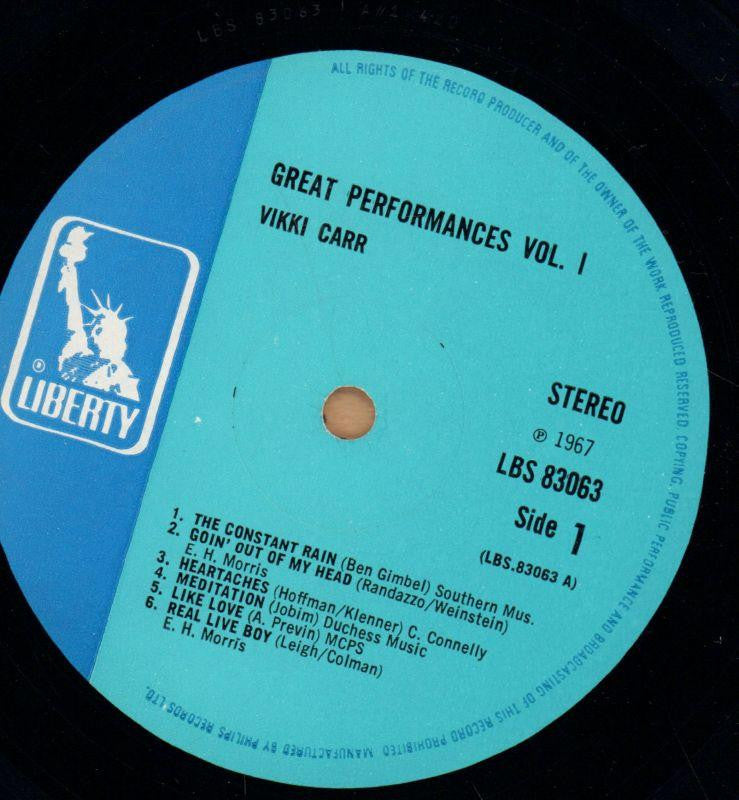 LBS 83063
ALL RIGHTS OF THE RECORD PRODUCER AND OF THE OWNER OF THE WORK REPRODUCED RESERVED. COPYING, PUBLIC PERFORMANCE AND BROADCASTING OF THIS RECORD PROHIBITED MANUFACTURED BY PHILIPS RECORDS LTD.
GREAT PERFORMANCES VOL. I
VIKKI CARR
® LIBERTY
STEREO
℗ 1967
LBS 83063
Side 1
(LBS.83063 A)
1. THE CONSTANT RAIN (Ben Gimbel) Southern Mus.
2. GOIN' OUT OF MY HEAD (Randazzo/Weinstein)
E. H. Morris
3. HEARTACHES (Hoffman/Klenner) C. Connelly
4. MEDITATION (Jobim) Duchess Music
5. LIKE LOVE (A. Previn) MCPS
6. REAL LIVE BOY (Leigh/Colman)
E. H. Morris